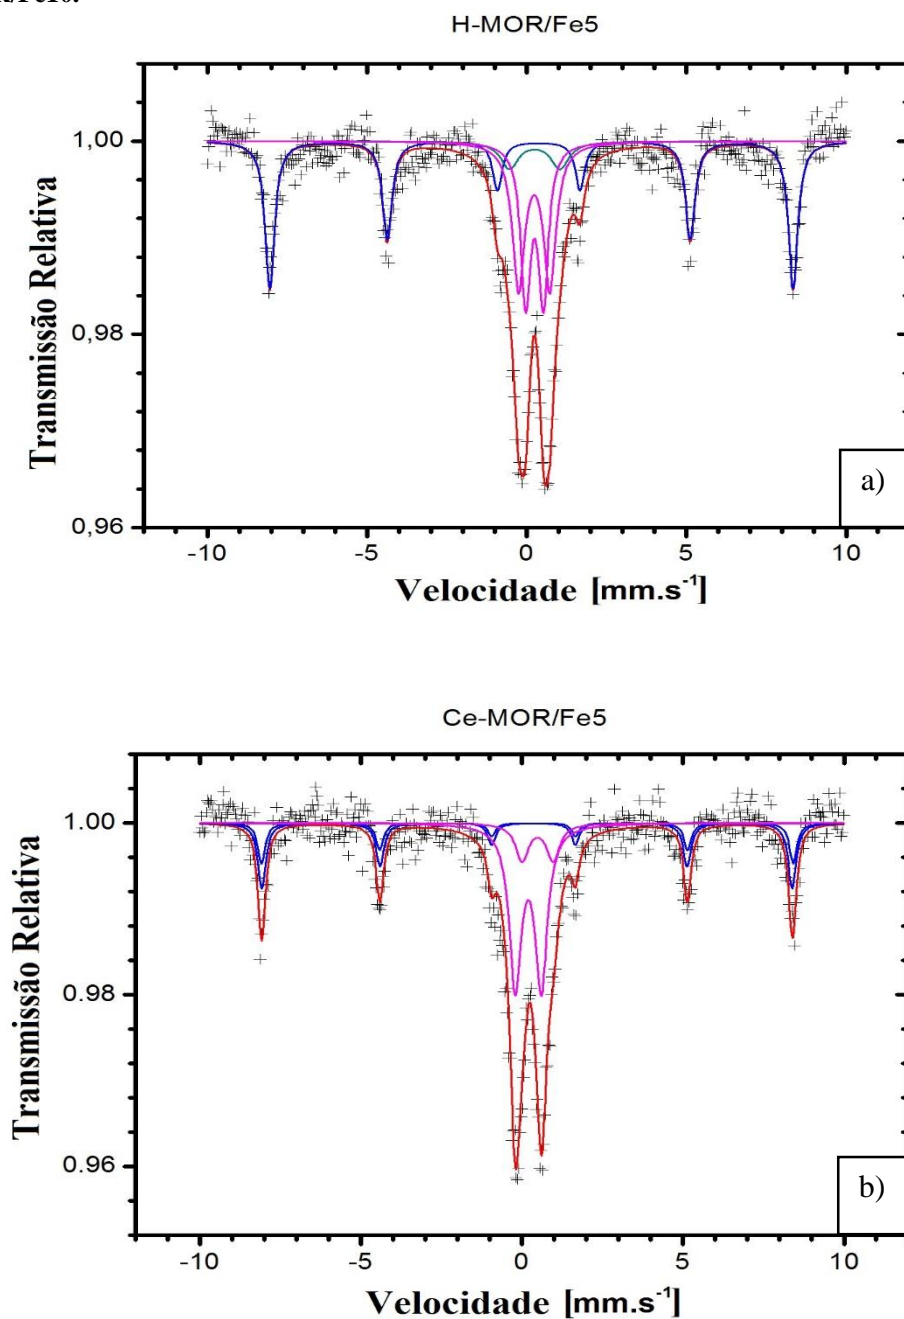 H-MOR/Fe5
1.00
0,98
0,96
Transmissão Relativa
-10 -5 0 5 10
Velocidade [mm.s⁻¹]
a)
Ce-MOR/Fe5
1.00
0.98
0.96
Transmissão Relativa
-10 -5 0 5 10
Velocidade [mm.s⁻¹]
b)